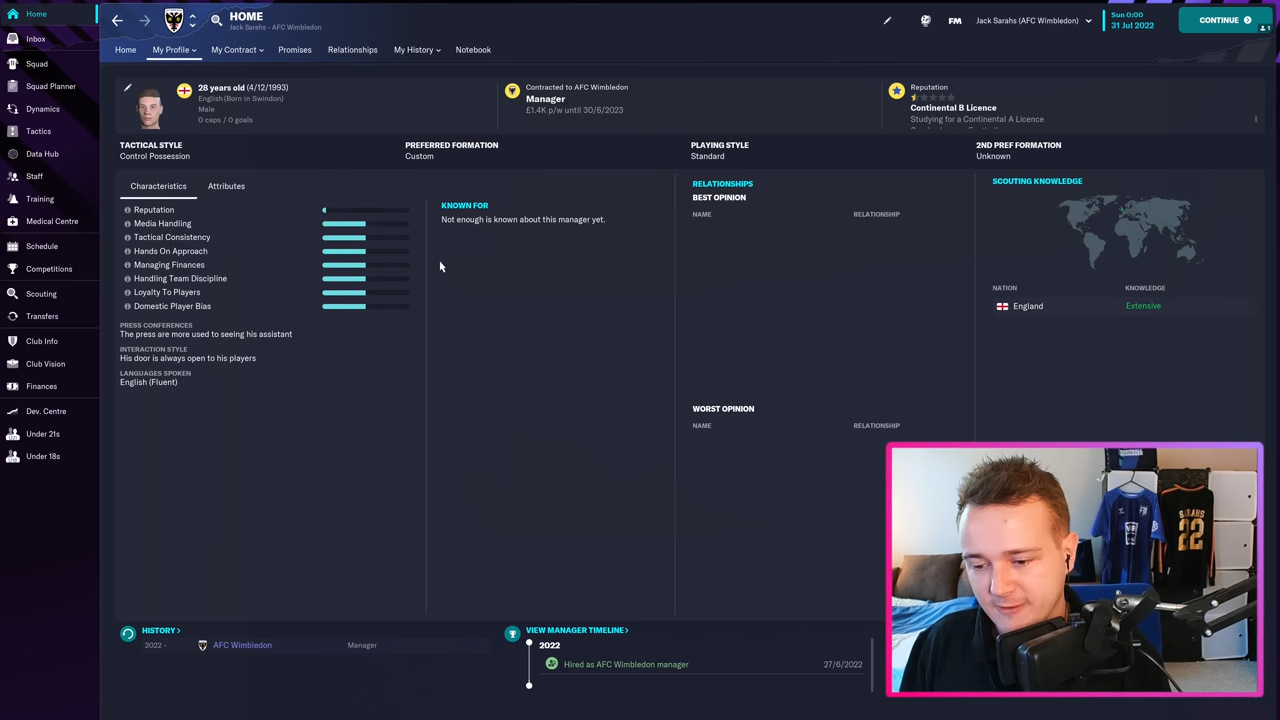 Home
Inbox
Squad
Squad Planner
Dynamics
Tactics
Data Hub
Staff
Training
Medical Centre
Schedule
Competitions
Scouting
Transfers
Club Info
Club Vision
Finances
Dev. Centre
Under 21s
Under 18s
HOME
Jack Sarahs - AFC Wimbledon
FM
Jack Sarahs (AFC Wimbledon)
Sun 0:00
31 Jul 2022
CONTINUE
1
Home
My Profile
My Contract
Promises
Relationships
My History
Notebook
28 years old (4/12/1993)
English (Born in Swindon)
Male
0 caps / 0 goals
Contracted to AFC Wimbledon
Manager
£1.4K p/w until 30/6/2023
Reputation
Continental B Licence
Studying for a Continental A Licence
TACTICAL STYLE
Control Possession
PREFERRED FORMATION
Custom
PLAYING STYLE
Standard
2ND PREF FORMATION
Unknown
Characteristics
Attributes
Reputation
Media Handling
Tactical Consistency
Hands On Approach
Managing Finances
Handling Team Discipline
Loyalty To Players
Domestic Player Bias
PRESS CONFERENCES
The press are more used to seeing his assistant
INTERACTION STYLE
His door is always open to his players
LANGUAGES SPOKEN
English (Fluent)
KNOWN FOR
Not enough is known about this manager yet.
RELATIONSHIPS
BEST OPINION
NAME RELATIONSHIP
WORST OPINION
NAME RELATIONSHIP
SCOUTING KNOWLEDGE
NATION KNOWLEDGE
England Extensive
HISTORY >
2022 - AFC Wimbledon Manager
VIEW MANAGER TIMELINE >
2022
Hired as AFC Wimbledon manager 27/6/2022
SARAHS
22